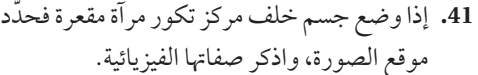 41. إذا وضع جسم خلف مركز تكور مرآة مقعرة فحدّد
موقع الصورة، واذكر صفاتها الفيزيائية.